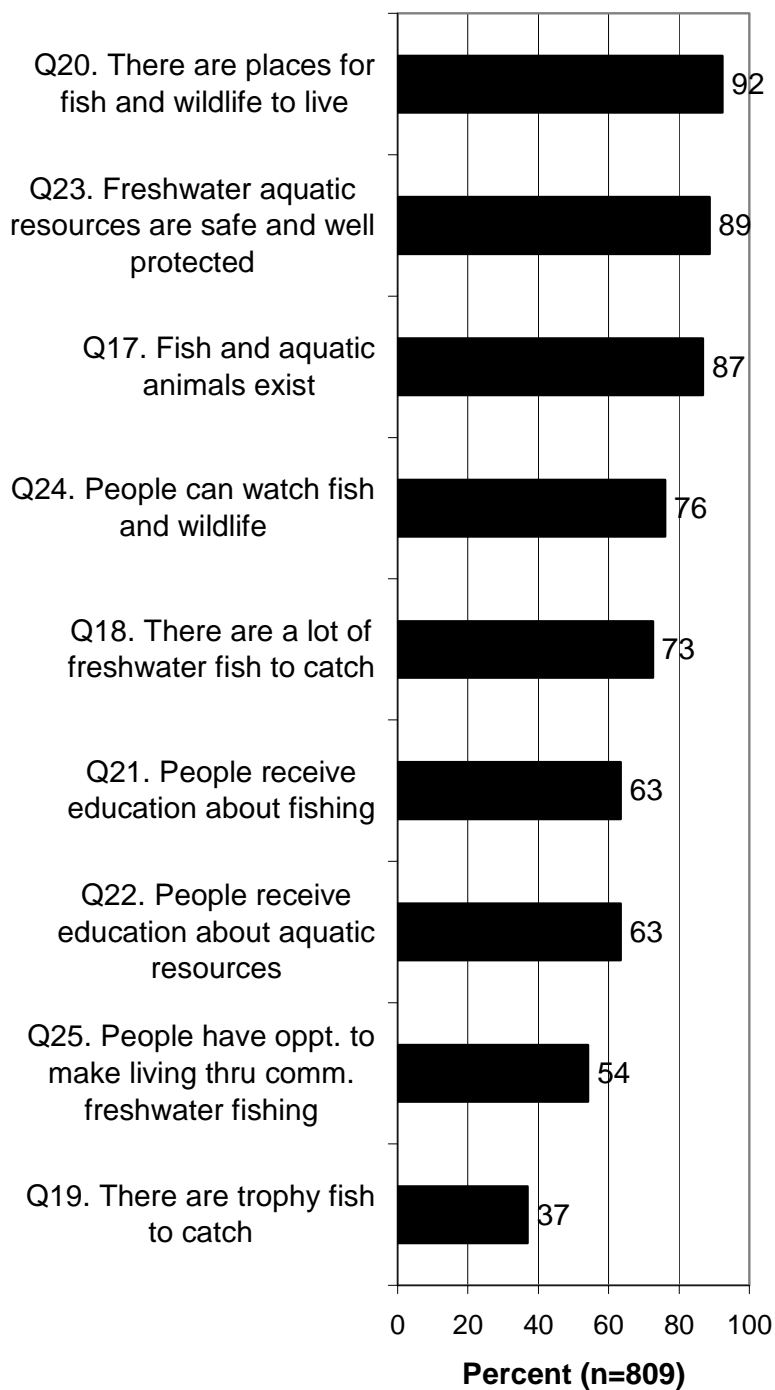 Q20. There are places for
fish and wildlife to live
92
Q23. Freshwater aquatic
resources are safe and well
protected
89
Q17. Fish and aquatic
animals exist
87
Q24. People can watch fish
and wildlife
76
Q18. There are a lot of
freshwater fish to catch
73
Q21. People receive
education about fishing
63
Q22. People receive
education about aquatic
resources
63
Q25. People have oppt. to
make living thru comm.
freshwater fishing
54
Q19. There are trophy fish
to catch
37
0 20 40 60 80 100
Percent (n=809)